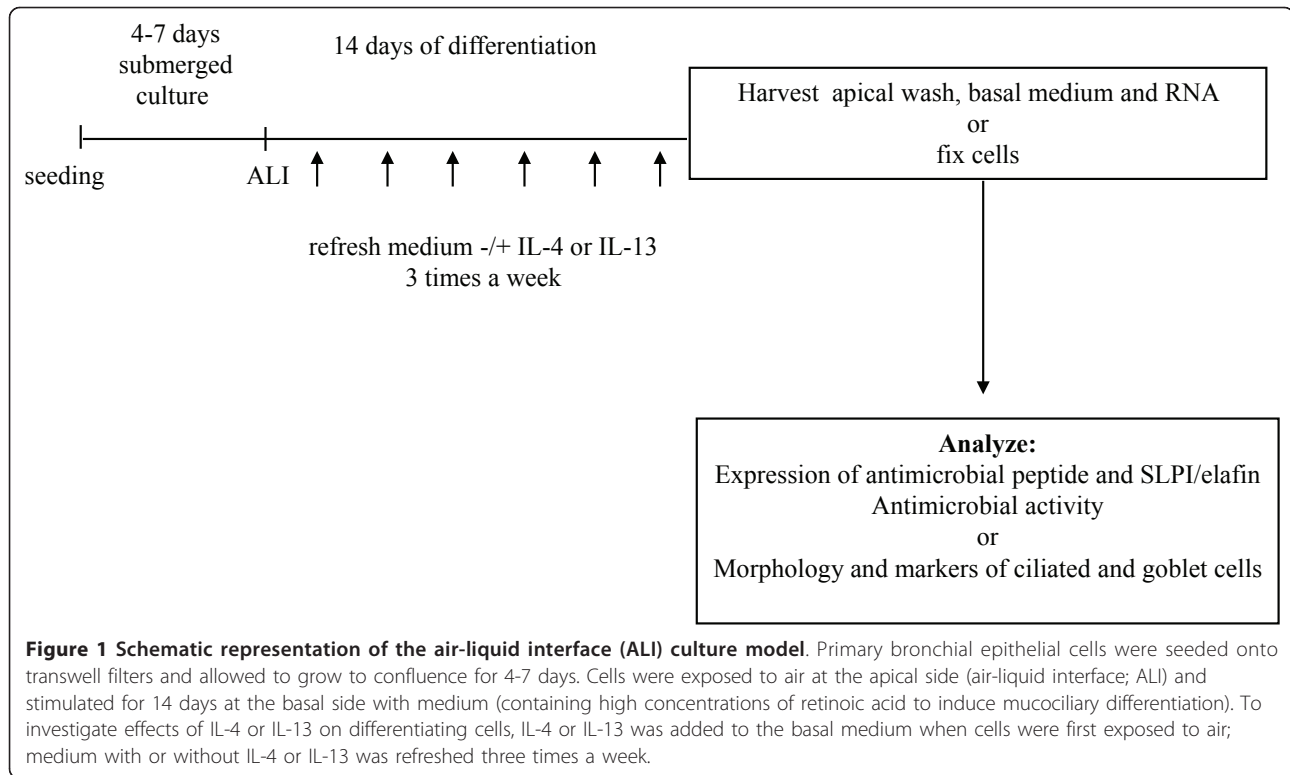 4-7 days
submerged
culture
14 days of differentiation
seeding
ALI
refresh medium -/+ IL-4 or IL-13
3 times a week
Harvest apical wash, basal medium and RNA
or
fix cells
Analyze:
Expression of antimicrobial peptide and SLPI/elafin
Antimicrobial activity
or
Morphology and markers of ciliated and goblet cells
Figure 1 Schematic representation of the air-liquid interface (ALI) culture model. Primary bronchial epithelial cells were seeded onto
transwell filters and allowed to grow to confluence for 4-7 days. Cells were exposed to air at the apical side (air-liquid interface; ALI) and
stimulated for 14 days at the basal side with medium (containing high concentrations of retinoic acid to induce mucociliary differentiation). To
investigate effects of IL-4 or IL-13 on differentiating cells, IL-4 or IL-13 was added to the basal medium when cells were first exposed to air;
medium with or without IL-4 or IL-13 was refreshed three times a week.